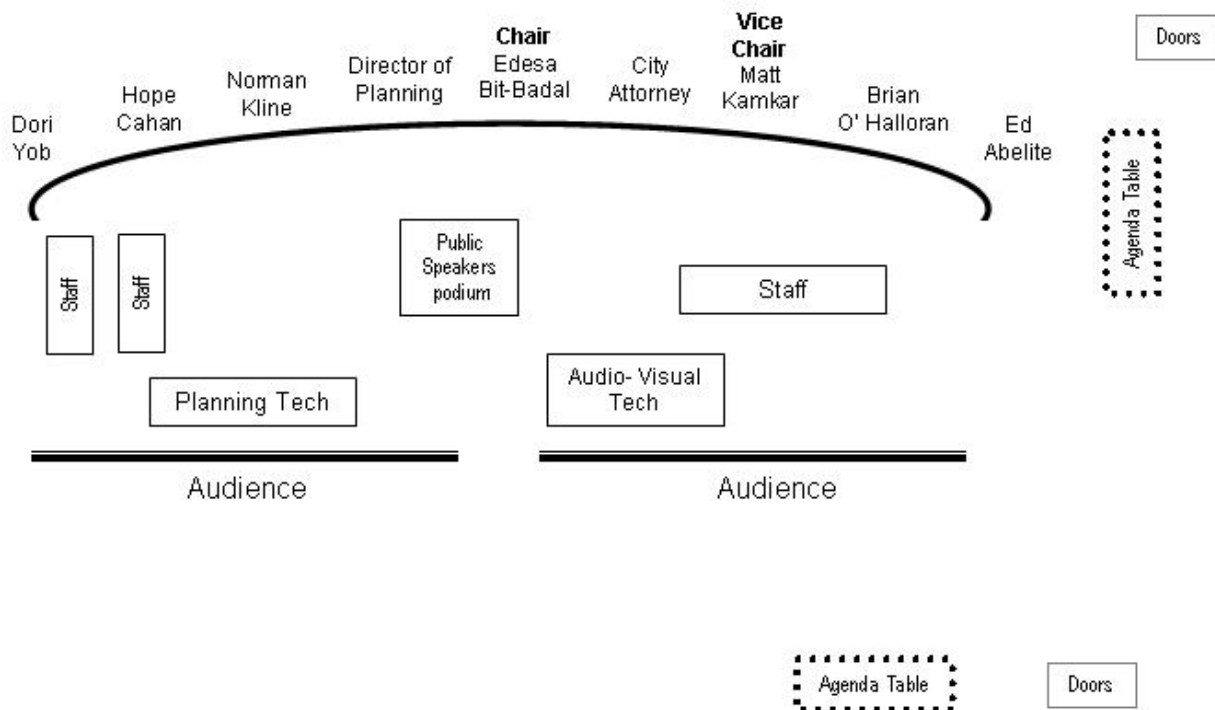 Dori
Yob
Hope
Cahan
Norman
Kline
Director of
Planning
Chair
Edesa
Bit-Badal
City
Attorney
Vice
Chair
Matt
Kamkar
Brian
O' Halloran
Ed
Abelite
Doors
Agenda Table
Staff
Staff
Public
Speakers
podium
Staff
Planning Tech
Audio- Visual
Tech
Audience
Audience
Agenda Table
Doors